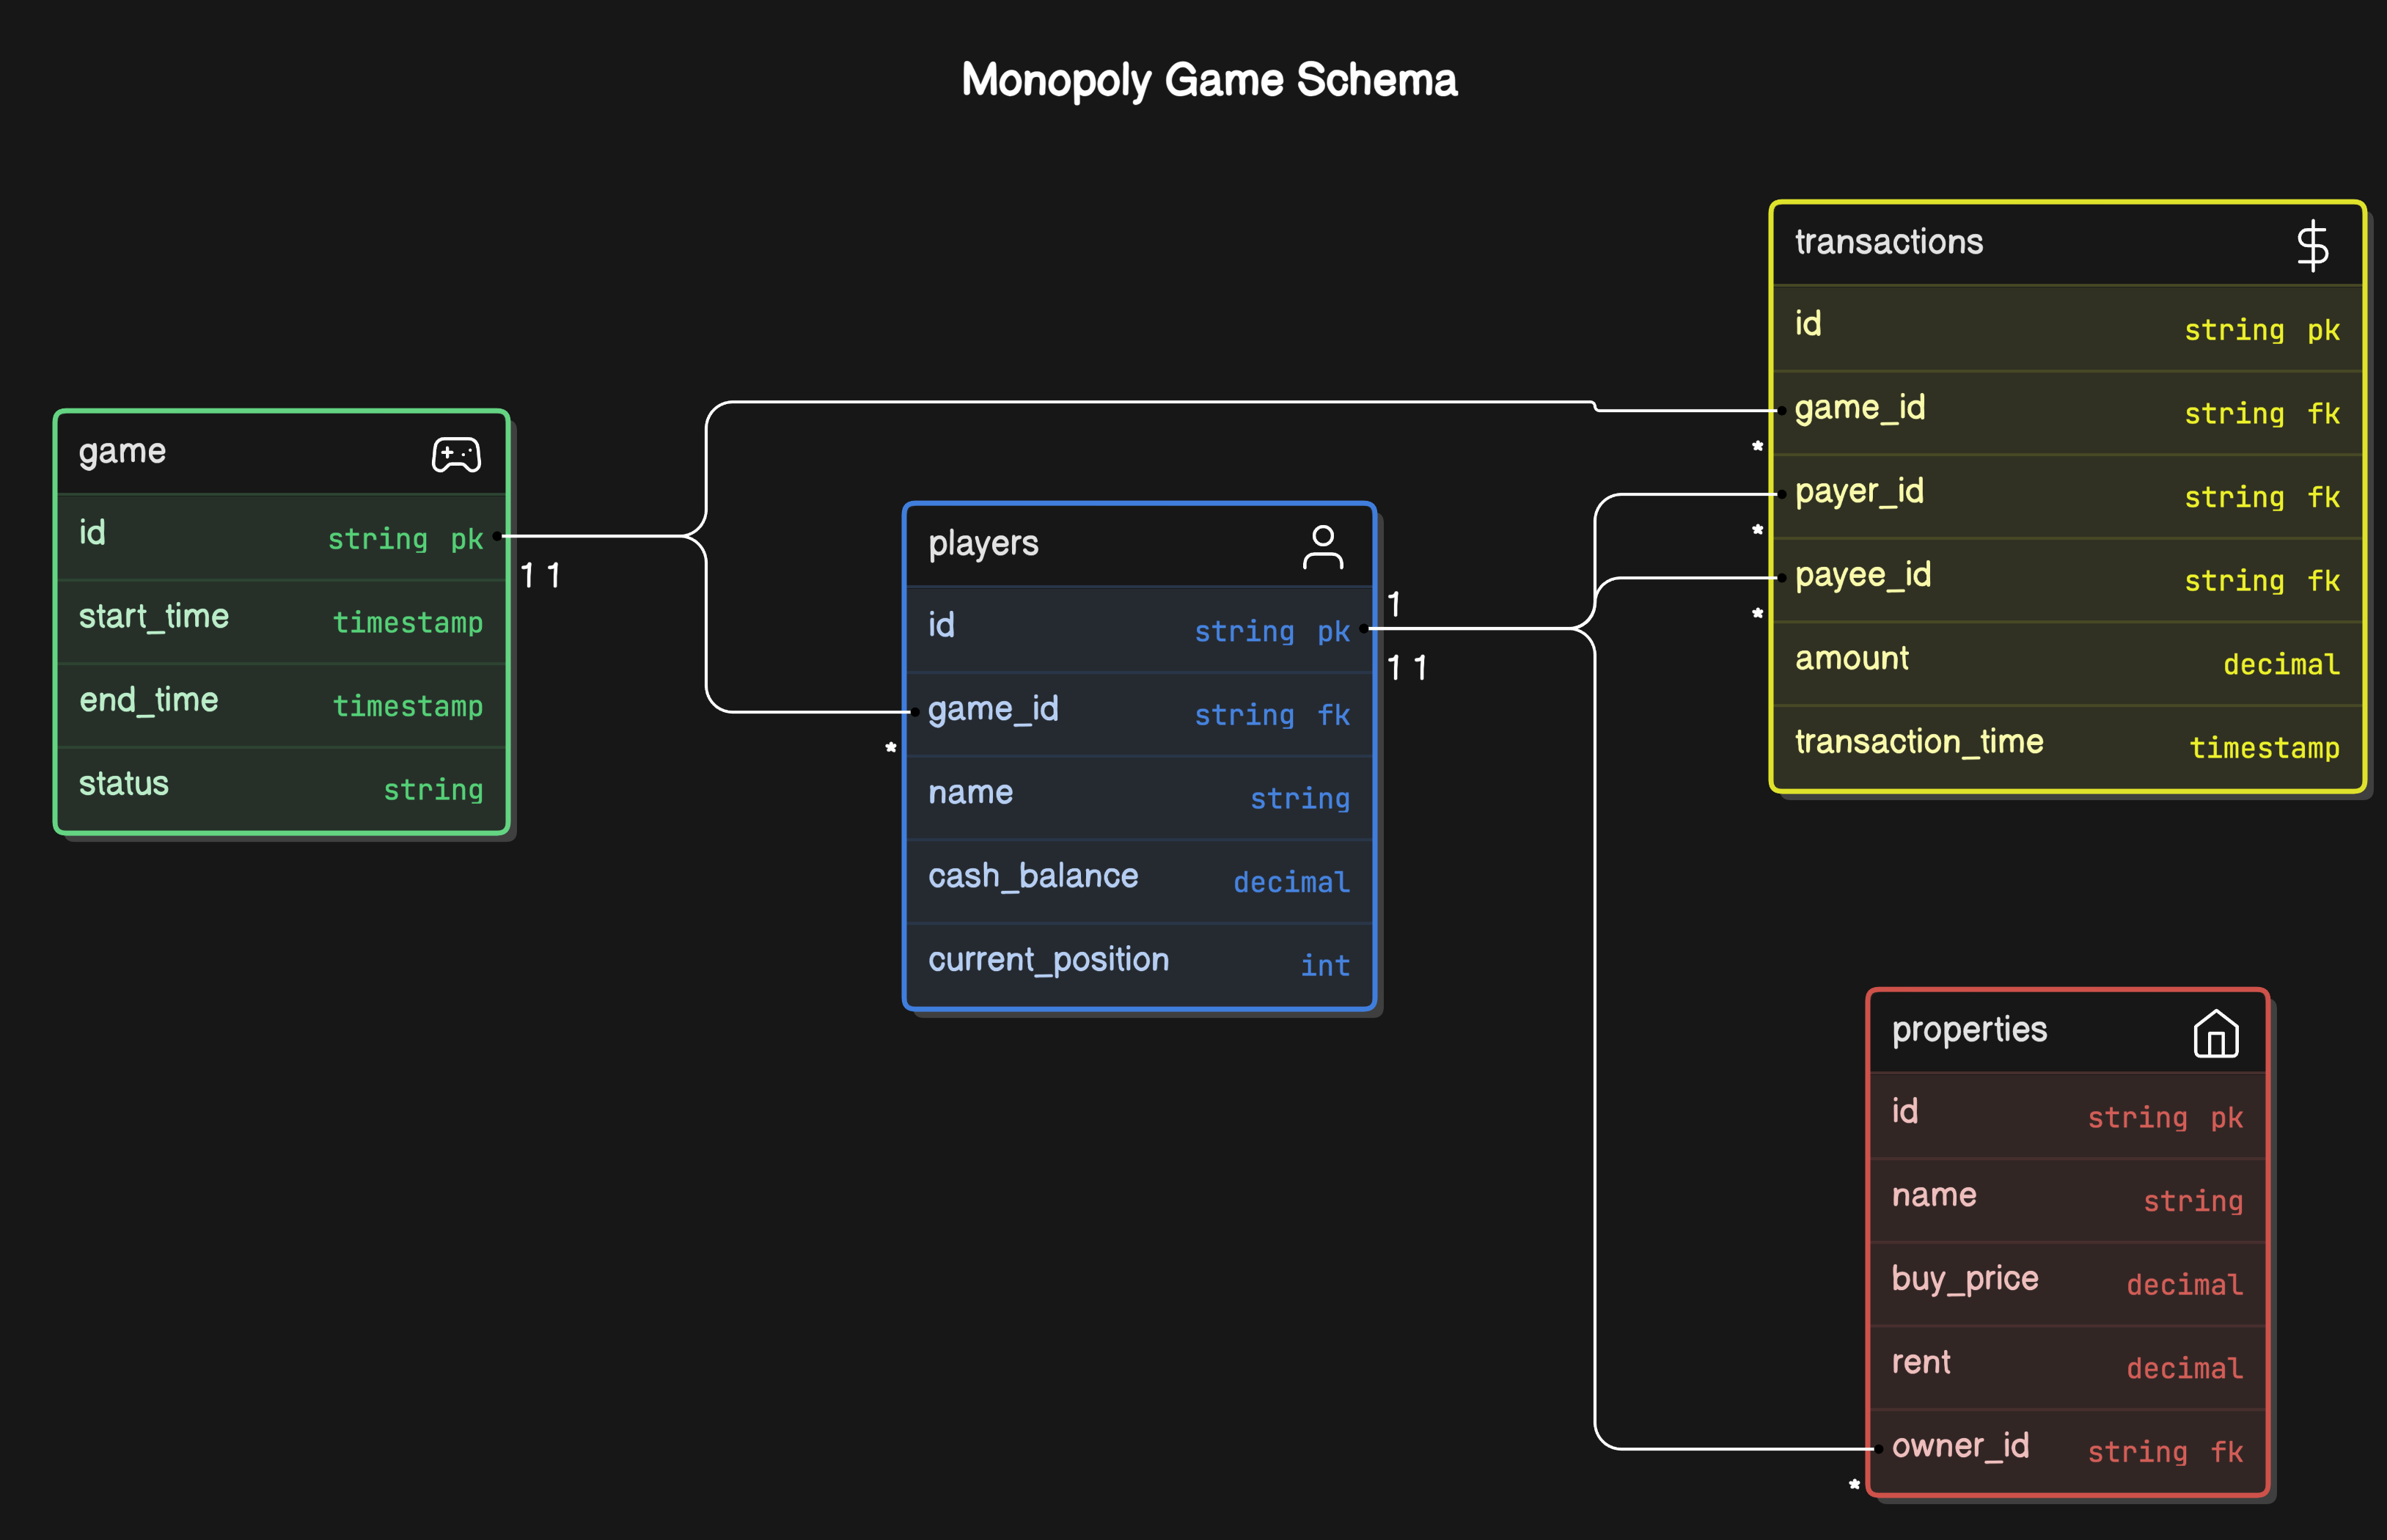 Monopoly Game Schema
game
id string pk
start_time timestamp
end_time timestamp
status string
1 1
players
id string pk
game_id string fk
name string
cash_balance decimal
current_position int
*
1
1 1
transactions
id string pk
game_id string fk
payer_id string fk
payee_id string fk
amount decimal
transaction_time timestamp
*
*
*
properties
id string pk
name string
buy_price decimal
rent decimal
owner_id string fk
*